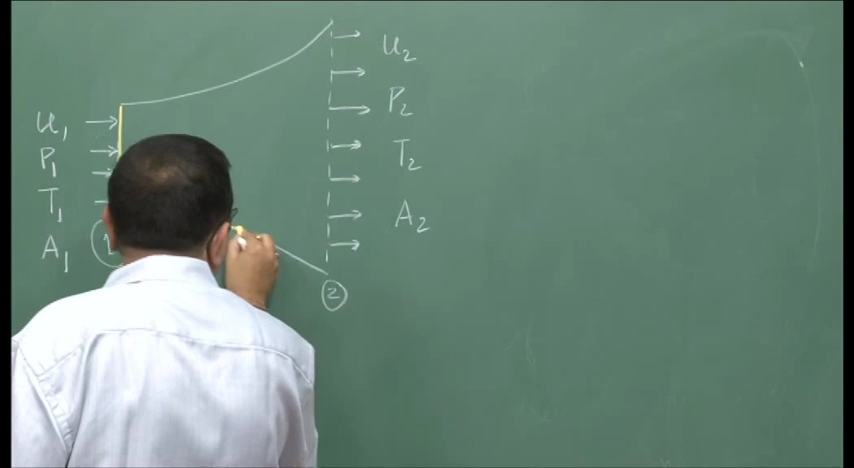 u₁
P₁
T₁
A₁
1
u₂
P₂
T₂
A₂
2